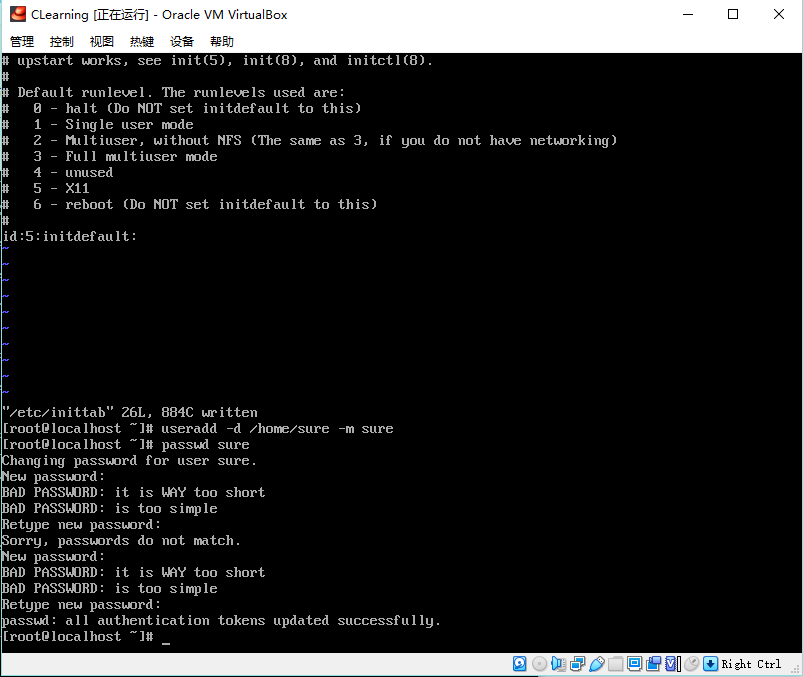 CLearning [正在运行] - Oracle VM VirtualBox
管理 控制 视图 热键 设备 帮助
# upstart works, see init(5), init(8), and initctl(8).
#
# Default runlevel. The runlevels used are:
#   0 - halt (Do NOT set initdefault to this)
#   1 - Single user mode
#   2 - Multiuser, without NFS (The same as 3, if you do not have networking)
#   3 - Full multiuser mode
#   4 - unused
#   5 - X11
#   6 - reboot (Do NOT set initdefault to this)
#
id:5:initdefault:
~
~
~
~
~
~
~
~
~
~
"/etc/inittab" 26L, 884C written
[root@localhost ~]# useradd -d /home/sure -m sure
[root@localhost ~]# passwd sure
Changing password for user sure.
New password:
BAD PASSWORD: it is WAY too short
BAD PASSWORD: is too simple
Retype new password:
Sorry, passwords do not match.
New password:
BAD PASSWORD: it is WAY too short
BAD PASSWORD: is too simple
Retype new password:
passwd: all authentication tokens updated successfully.
[root@localhost ~]# _
Right Ctrl